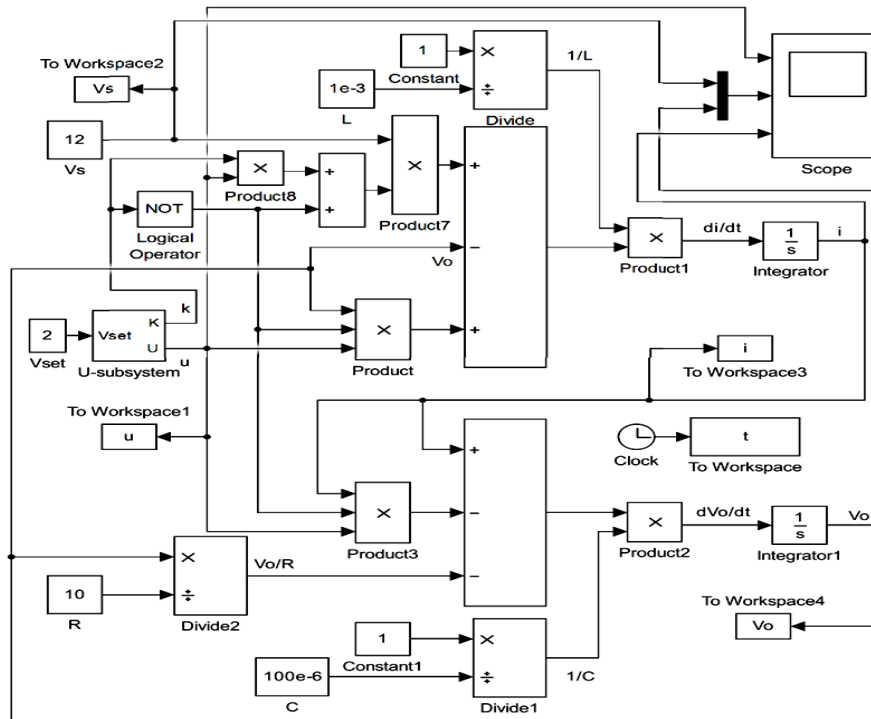 To Workspace2
Vs
12
Vs
1
Constant
1e-3
L
×
÷
Divide
1/L
Scope
×
Product8
+
+
×
Product7
NOT
Logical
Operator
+
−
+
Vo
×
Product1
di/dt
1
s
Integrator
i
k
2
Vset
Vset
K
U
U-subsystem
u
×
Product
i
To Workspace3
To Workspace1
u
Clock
t
To Workspace
+
−
−
×
Product3
×
Product2
dVo/dt
1
s
Integrator1
Vo
×
÷
Divide2
Vo/R
10
R
To Workspace4
Vo
1
Constant1
100e-6
C
×
÷
Divide1
1/C